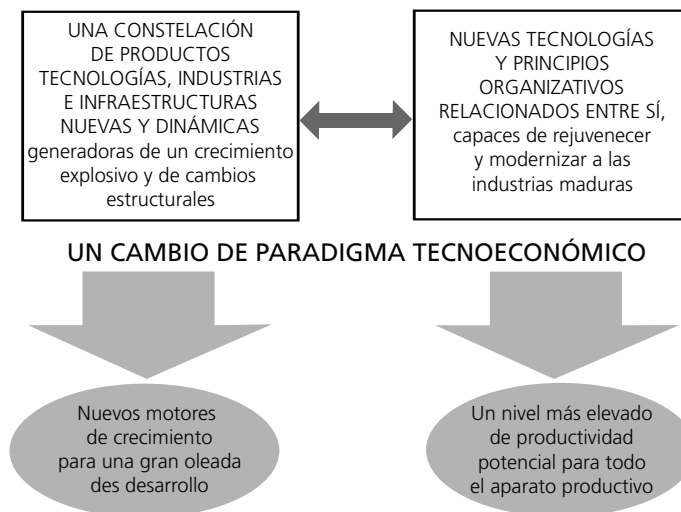 UNA CONSTELACIÓN
DE PRODUCTOS
TECNOLOGÍAS, INDUSTRIAS
E INFRAESTRUCTURAS
NUEVAS Y DINÁMICAS
generadoras de un crecimiento
explosivo y de cambios
estructurales
NUEVAS TECNOLOGÍAS
Y PRINCIPIOS
ORGANIZATIVOS
RELACIONADOS ENTRE SÍ,
capaces de rejuvenecer
y modernizar a las
industrias maduras
UN CAMBIO DE PARADIGMA TECNOECONÓMICO
Nuevos motores
de crecimiento
para una gran oleada
des desarrollo
Un nivel más elevado
de productividad
potencial para todo
el aparato productivo